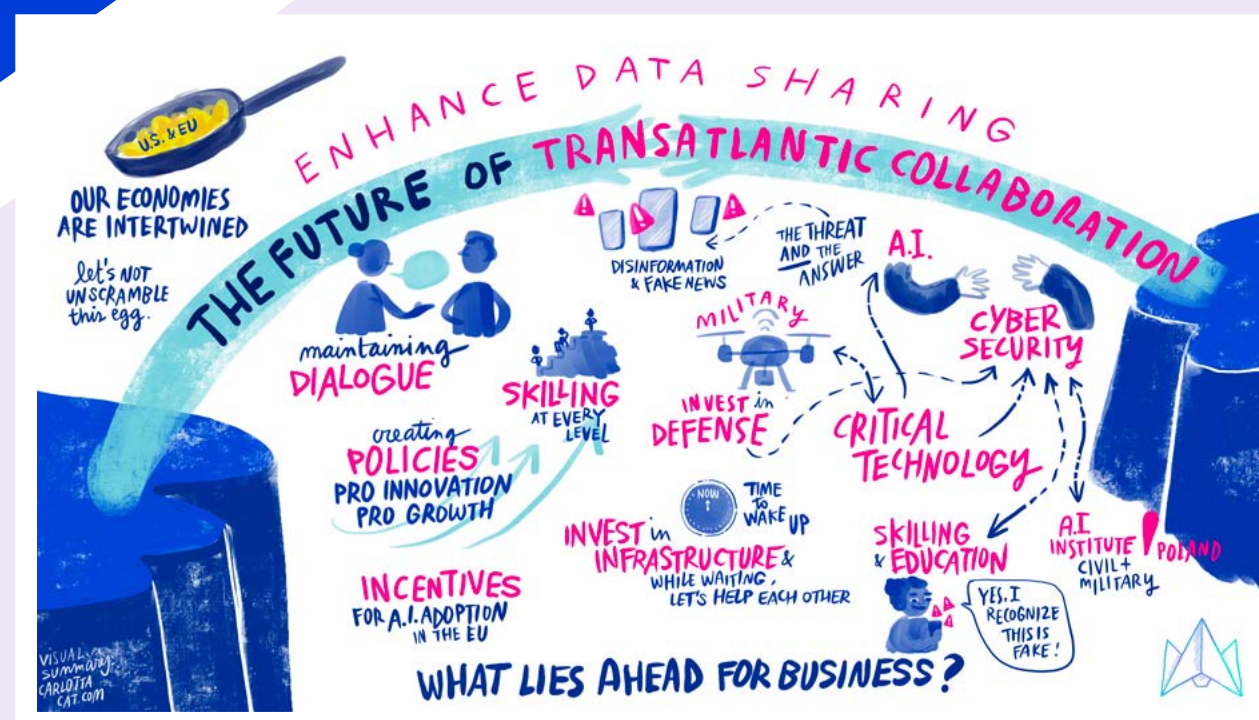 ENHANCE DATA SHARING
THE FUTURE OF TRANSATLANTIC COLLABORATION
U.S. & EU
OUR ECONOMIES
ARE INTERTWINED
let's NOT
UNSCRAMBLE
this egg.
maintaining
DIALOGUE
SKILLING
AT EVERY
LEVEL
creating
POLICIES
PRO INNOVATION
PRO GROWTH
INCENTIVES
FOR A.I. ADOPTION
IN THE EU
DISINFORMATION
& FAKE NEWS
THE THREAT
AND THE
ANSWER
A.I.
CYBER
SECURITY
MILITARY
INVEST in
DEFENSE
CRITICAL
TECHNOLOGY
NOW
TIME
TO
WAKE UP
INVEST in
INFRASTRUCTURE &
WHILE WAITING,
LET'S HELP EACH OTHER
SKILLING
& EDUCATION
YES, I
RECOGNIZE
THIS IS
FAKE!
A.I.
INSTITUTE ! POLAND
CIVIL +
MILITARY
WHAT LIES AHEAD FOR BUSINESS?
VISUAL
SUMMARY
CARLOTTA
CAT.COM